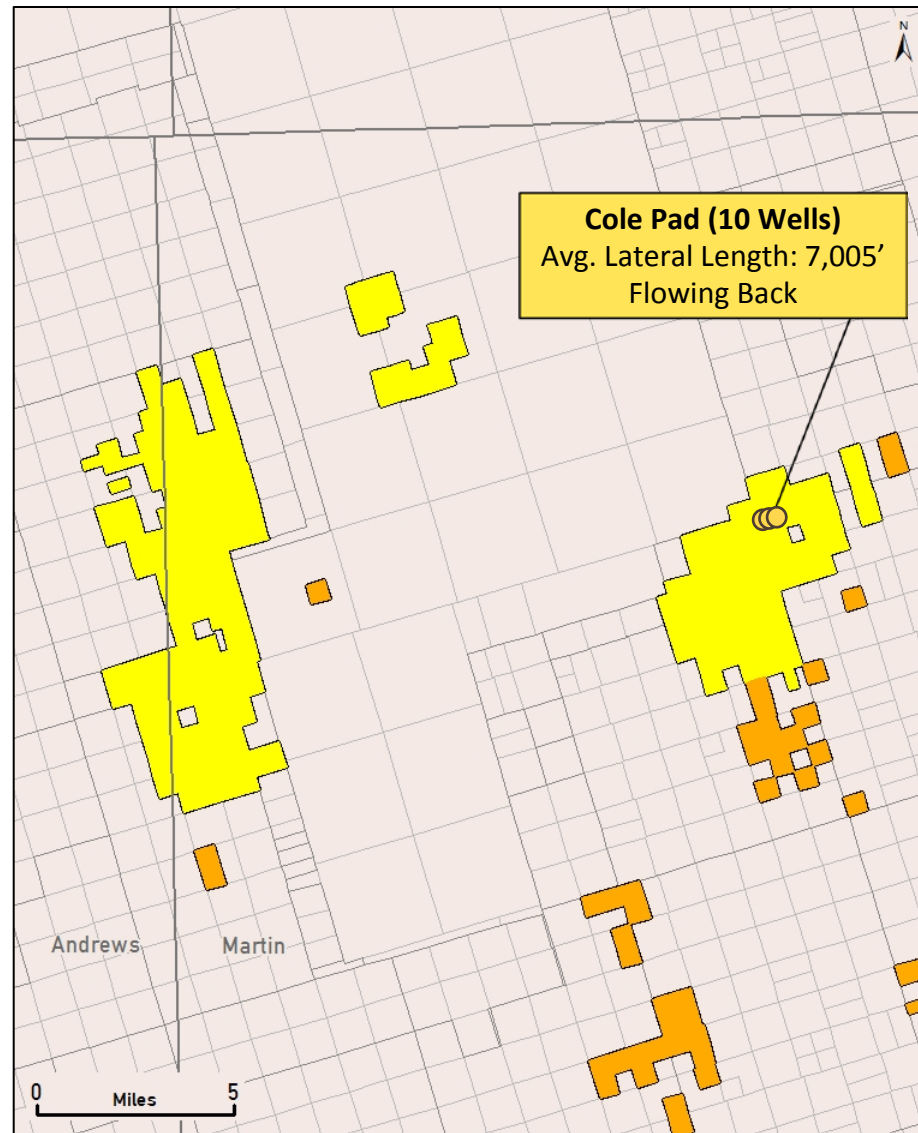 N
Cole Pad (10 Wells)
Avg. Lateral Length: 7,005’
Flowing Back
Andrews
Martin
0
5
Miles